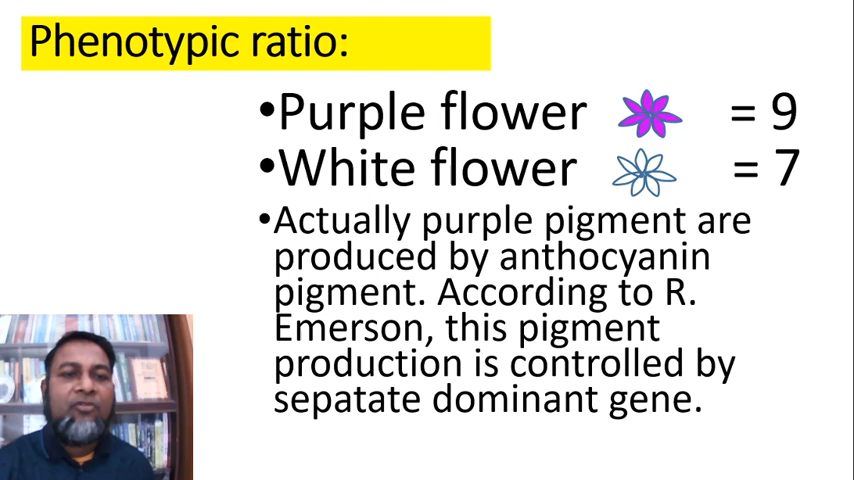 Phenotypic ratio:
•Purple flower = 9
•White flower = 7
•Actually purple pigment are
produced by anthocyanin
pigment. According to R.
Emerson, this pigment
production is controlled by
sepatate dominant gene.